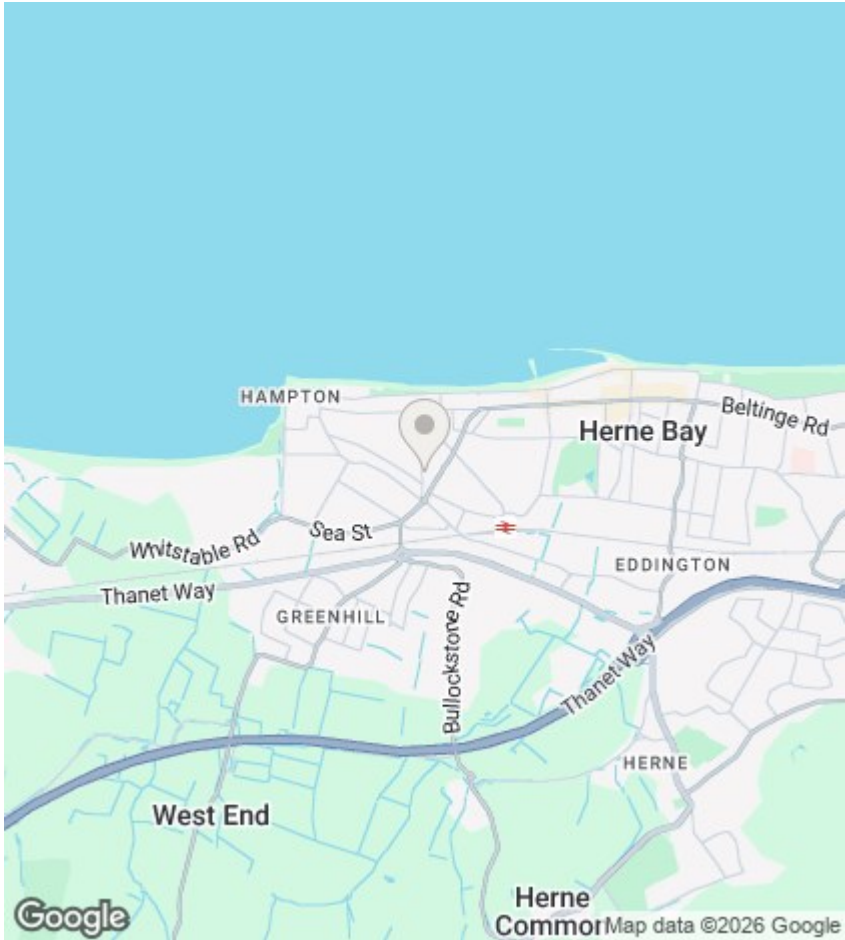 HAMPTON
Beltinge Rd
Herne Bay
Whitstable Rd
Sea St
EDDINGTON
Thanet Way
GREENHILL
Bullockstone Rd
Thanet Way
HERNE
West End
Herne
Common
Google
Map data ©2026 Google